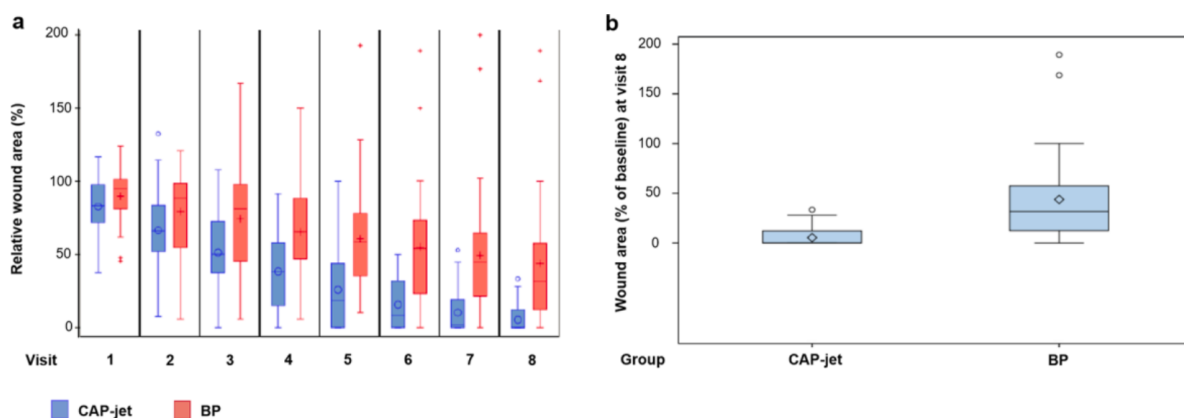 a
Relative wound area (%)
200
150
100
50
0
Visit 1 2 3 4 5 6 7 8
CAP-jet BP
b
Wound area (% of baseline) at visit 8
200
150
100
50
0
Group CAP-jet BP